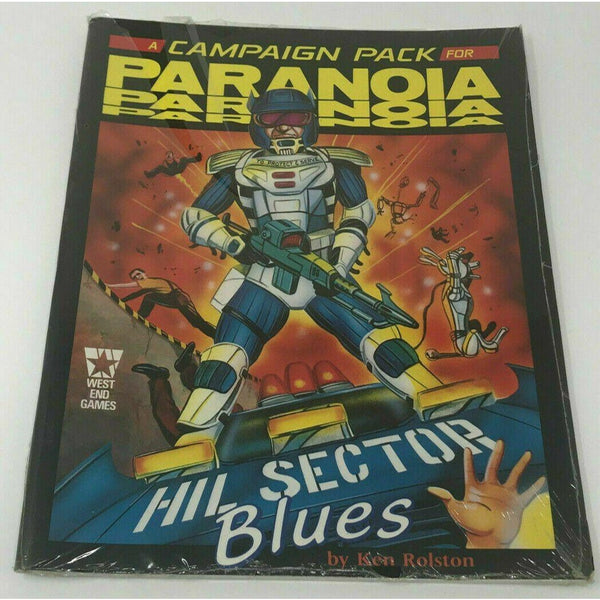 A CAMPAIGN PACK FOR
PARANOIA
PARANOIA
PARANOIA
TO PROTECT & SERVE
WEST
END
GAMES
HIL SECTOR
Blues
by Ken Rolston